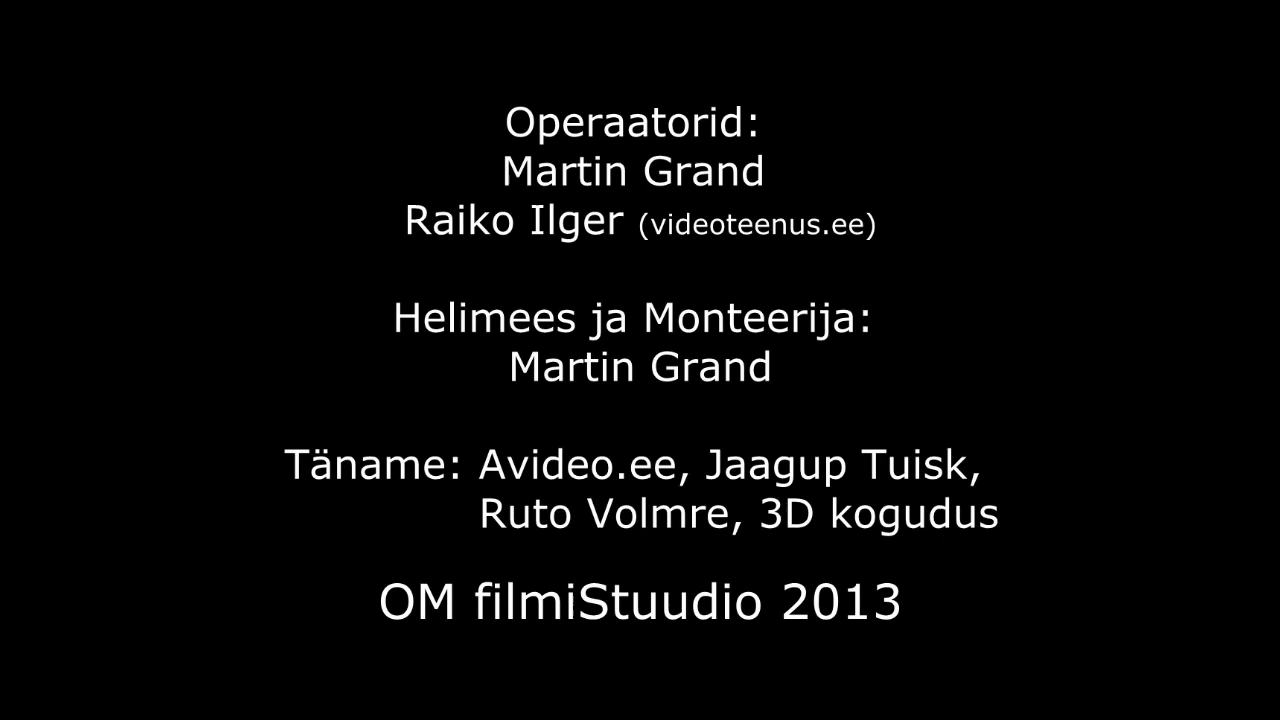 Operaatorid:
Martin Grand
Raiko Ilger (videoteenus.ee)
Helimees ja Monteerija:
Martin Grand
Täname: Avideo.ee, Jaagup Tuisk,
Ruto Volmre, 3D kogudus
OM filmiStuudio 2013